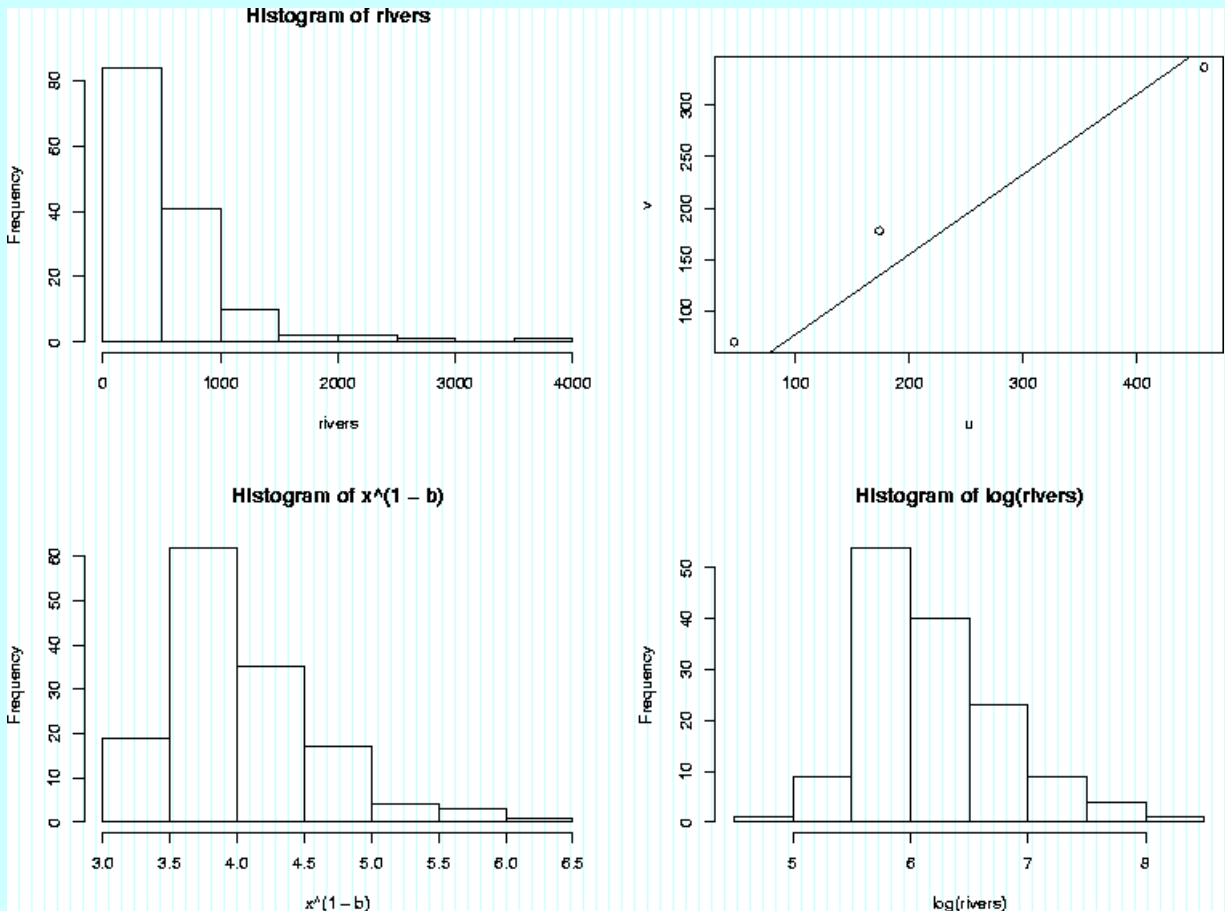 Histogram of rivers
Frequency
0
20
40
60
80
0 1000 2000 3000 4000
rivers
v
100
150
200
250
300
100 200 300 400
u
Histogram of x^(1 – b)
Frequency
0
10
20
30
40
50
60
3.0 3.5 4.0 4.5 5.0 5.5 6.0 6.5
x^(1 – b)
Histogram of log(rivers)
Frequency
0
10
20
30
40
50
5 6 7 8
log(rivers)